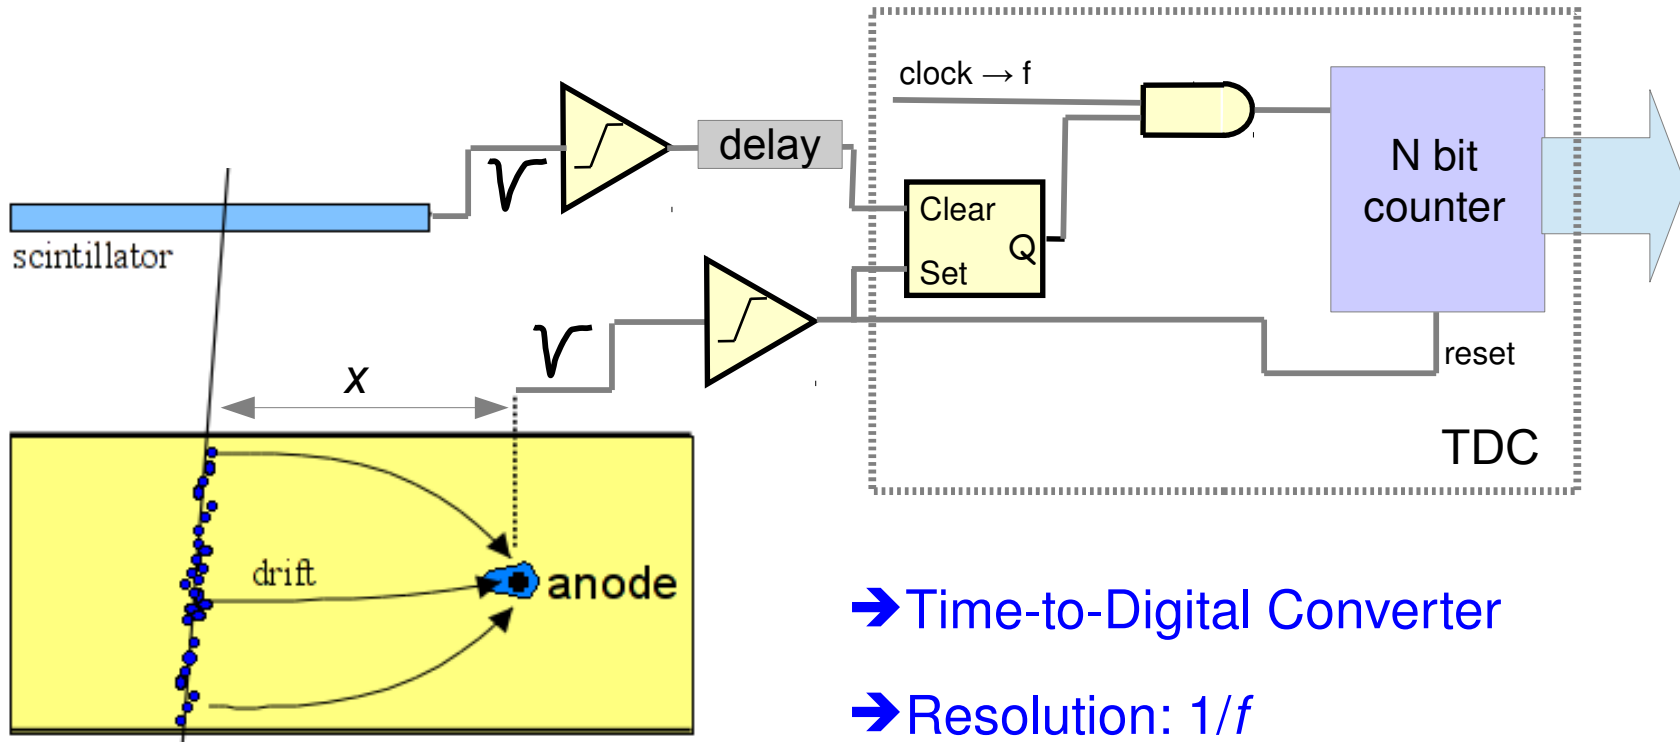 clock → f
delay
N bit
counter
Clear
Q
Set
scintillator
reset
x
TDC
drift
anode
➔Time-to-Digital Converter
➔Resolution: 1/f